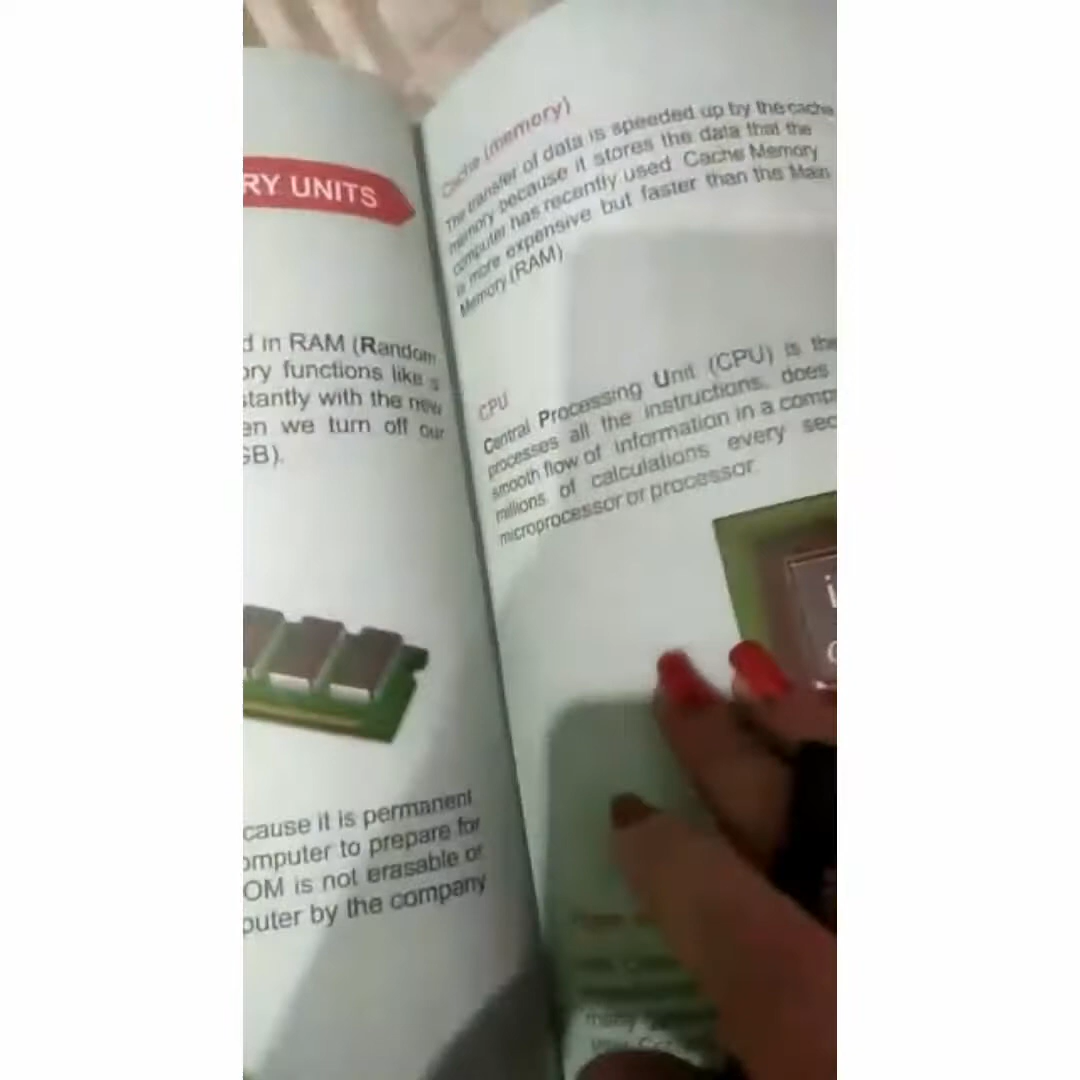 RY UNITS
d in RAM (Random
ory functions like
stantly with the new
en we turn off our
GB).
cause it is permanent
omputer to prepare for
OM is not erasable or
puter by the company
Cache (memory)
The transfer of data is speeded up by the cache
memory because it stores the data that the
computer has recently used. Cache Memory
is more expensive but faster than the Main
Memory (RAM)
CPU
Central Processing Unit (CPU) is the
processes all the instructions, does
smooth flow of information in a comp
millions of calculations every sec
microprocessor or processor
many